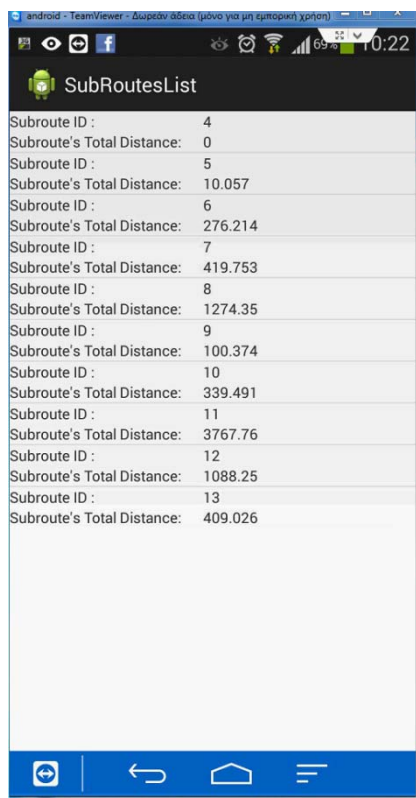 android - TeamViewer - Δωρεάν άδεια (μόνο για μη εμπορική χρήση)
69% 10:22
SubRoutesList
Subroute ID : 4
Subroute's Total Distance: 0
Subroute ID : 5
Subroute's Total Distance: 10.057
Subroute ID : 6
Subroute's Total Distance: 276.214
Subroute ID : 7
Subroute's Total Distance: 419.753
Subroute ID : 8
Subroute's Total Distance: 1274.35
Subroute ID : 9
Subroute's Total Distance: 100.374
Subroute ID : 10
Subroute's Total Distance: 339.491
Subroute ID : 11
Subroute's Total Distance: 3767.76
Subroute ID : 12
Subroute's Total Distance: 1088.25
Subroute ID : 13
Subroute's Total Distance: 409.026